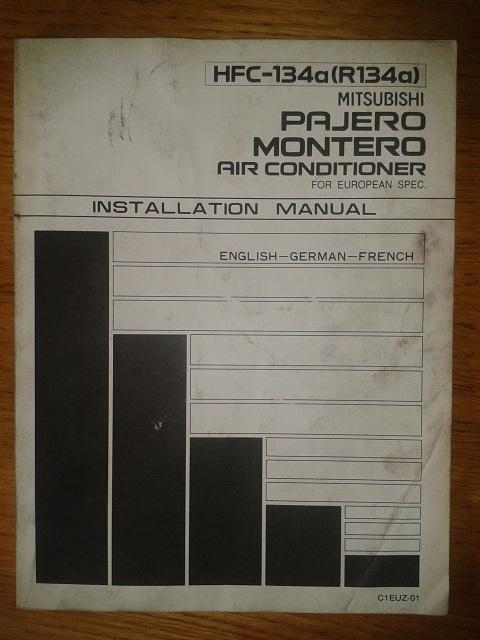 HFC-134a(R134a)
MITSUBISHI
PAJERO
MONTERO
AIR CONDITIONER
FOR EUROPEAN SPEC.
INSTALLATION MANUAL
ENGLISH-GERMAN-FRENCH
C1EUZ-01